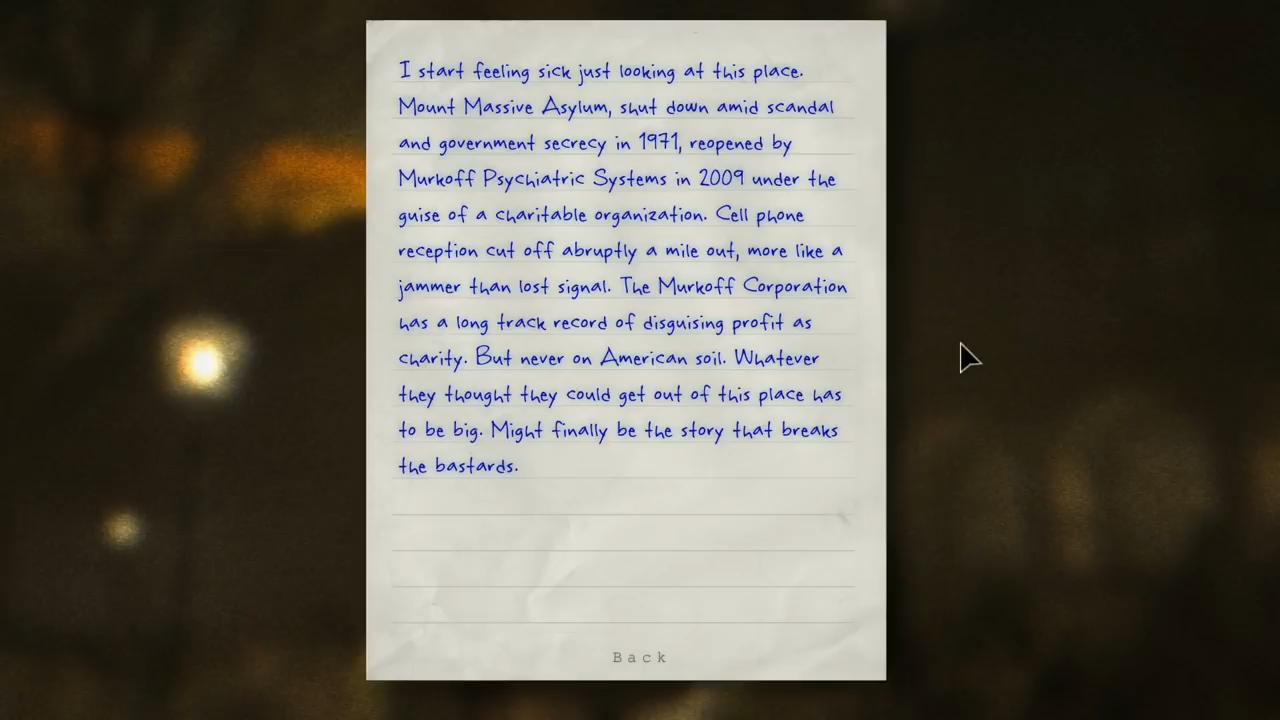 I start feeling sick just looking at this place.
Mount Massive Asylum, shut down amid scandal
and government secrecy in 1971, reopened by
Murkoff Psychiatric Systems in 2009 under the
guise of a charitable organization. Cell phone
reception cut off abruptly a mile out, more like a
jammer than lost signal. The Murkoff Corporation
has a long track record of disguising profit as
charity. But never on American soil. Whatever
they thought they could get out of this place has
to be big. Might finally be the story that breaks
the bastards.
Back